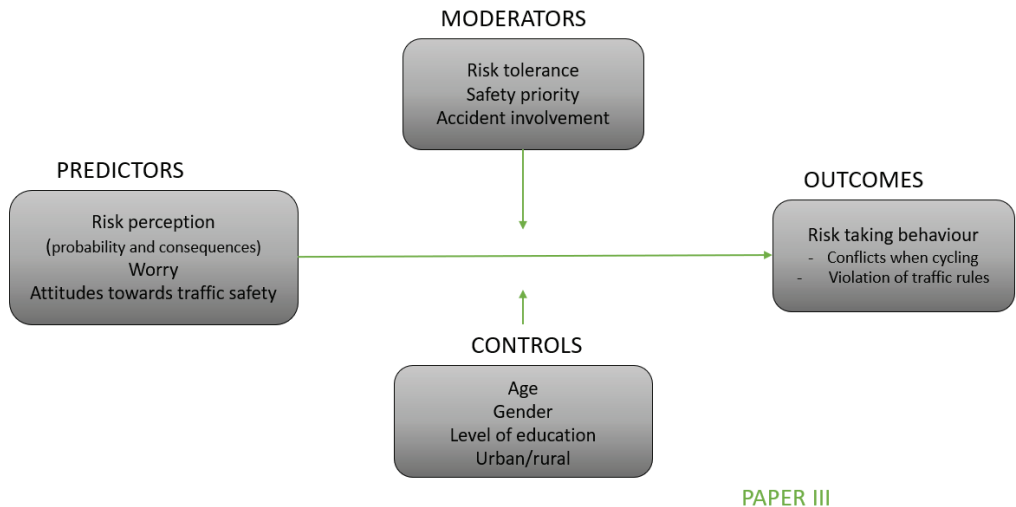 MODERATORS
Risk tolerance
Safety priority
Accident involvement
PREDICTORS
Risk perception
(probability and consequences)
Worry
Attitudes towards traffic safety
OUTCOMES
Risk taking behaviour
- Conflicts when cycling
- Violation of traffic rules
CONTROLS
Age
Gender
Level of education
Urban/rural
PAPER III